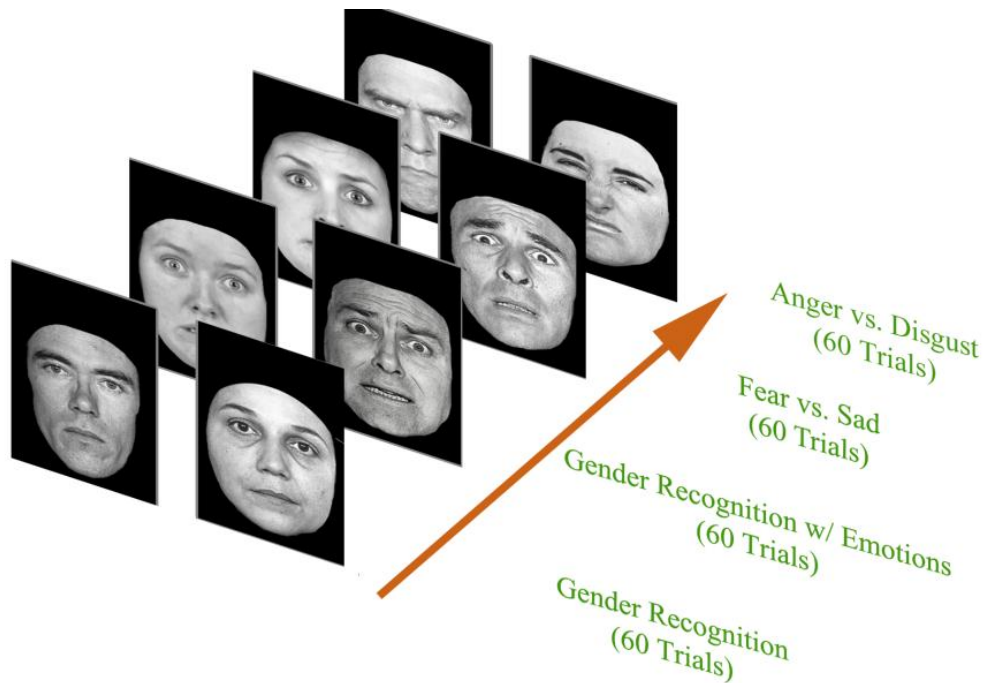 Anger vs. Disgust
(60 Trials)
Fear vs. Sad
(60 Trials)
Gender Recognition w/ Emotions
(60 Trials)
Gender Recognition
(60 Trials)